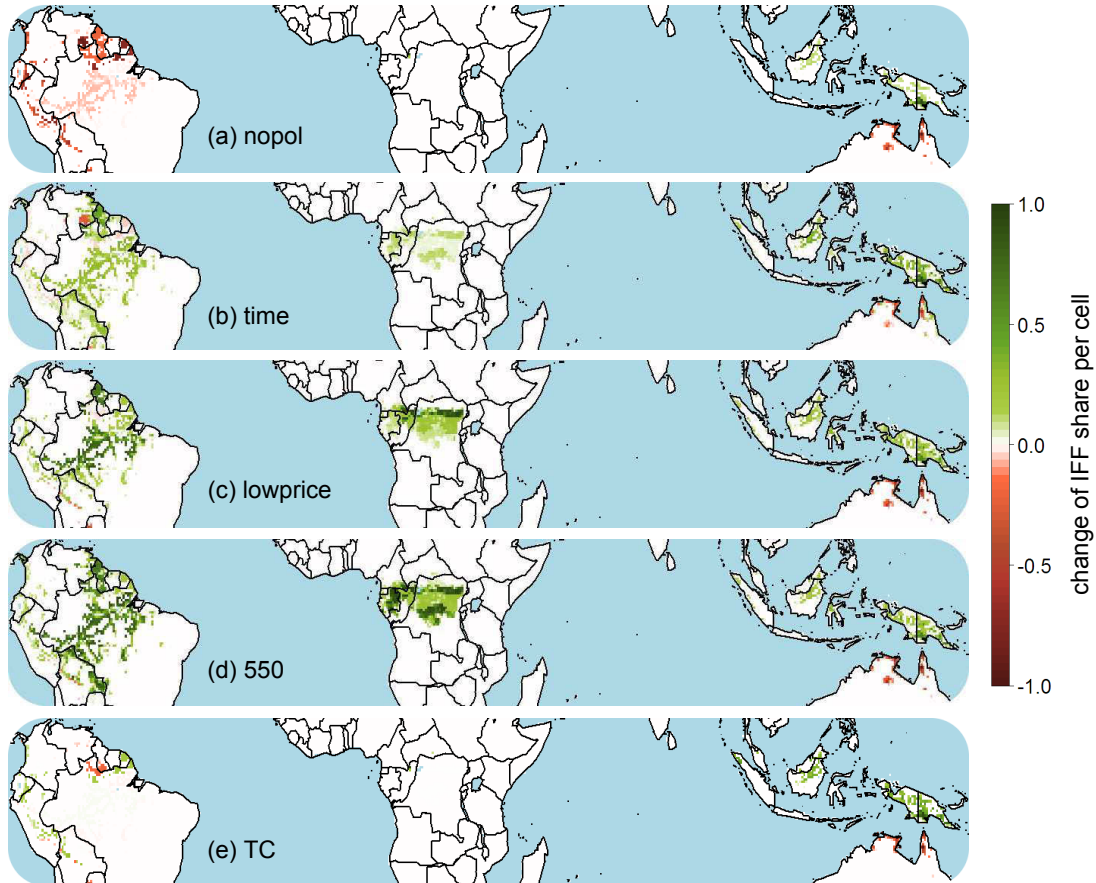 (a) nopol
(b) time
(c) lowprice
(d) 550
(e) TC
1.0
0.5
0.0
-0.5
-1.0
change of IFF share per cell